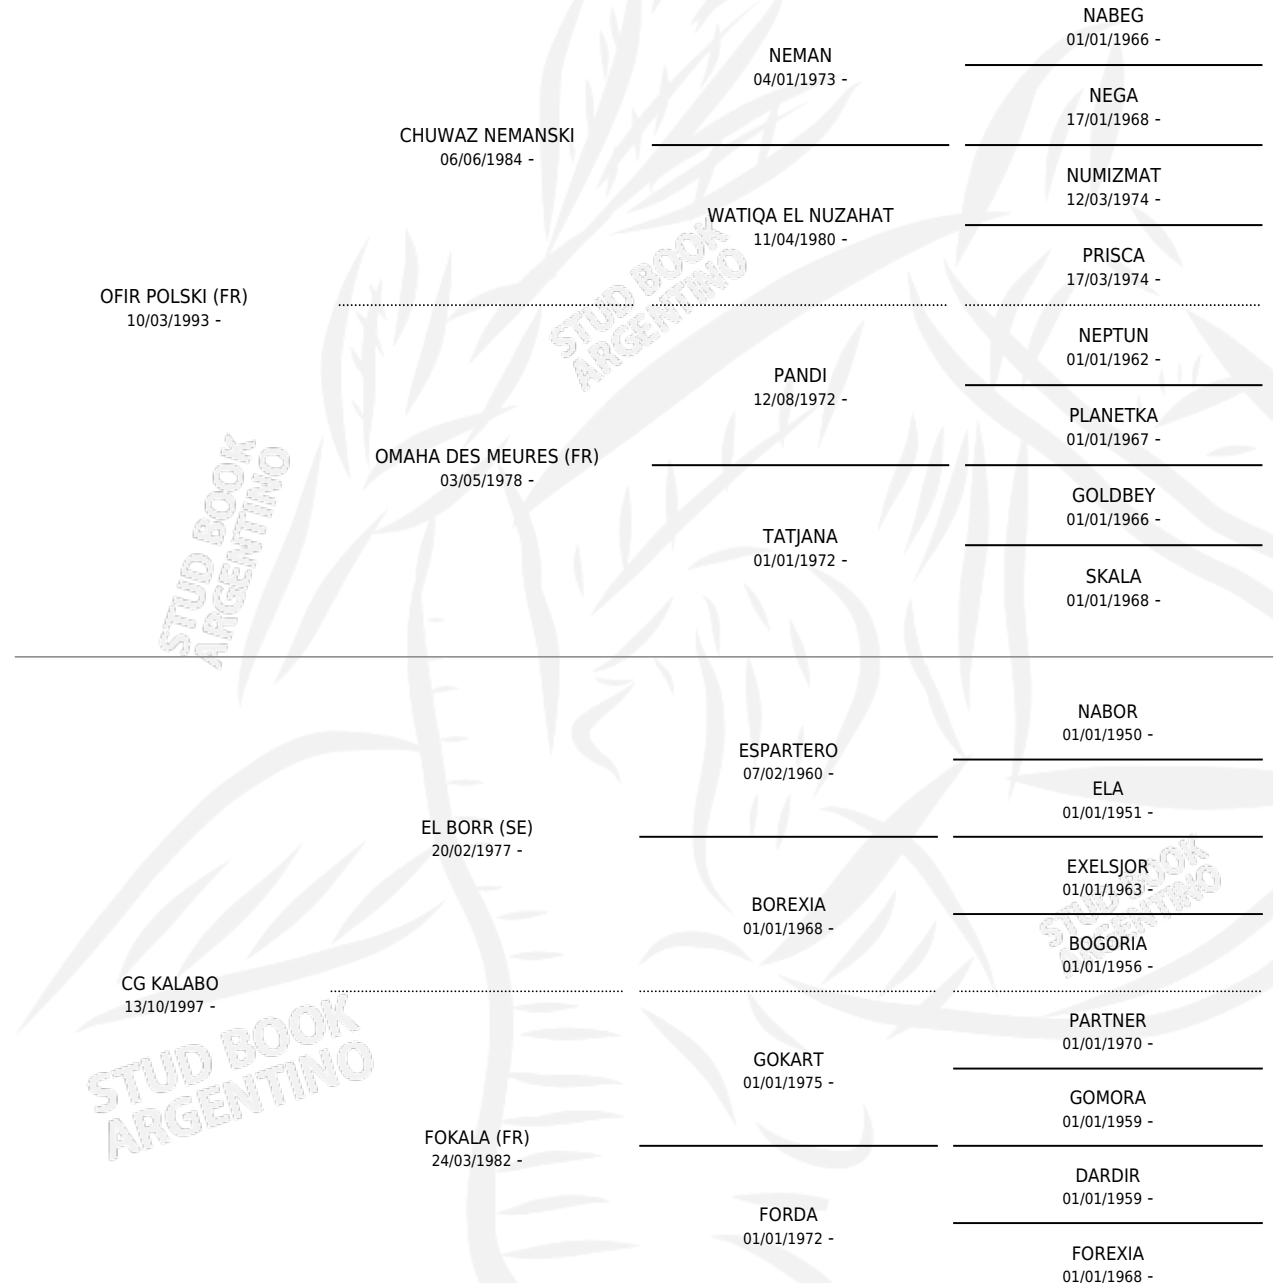 NABEG
01/01/1966 -
NEMAN
04/01/1973 -
NEGA
17/01/1968 -
CHUWAZ NEMANSKI
06/06/1984 -
NUMIZMAT
12/03/1974 -
WATIQA EL NUZAHAT
11/04/1980 -
PRISCA
17/03/1974 -
OFIR POLSKI (FR)
10/03/1993 -
NEPTUN
01/01/1962 -
PANDI
12/08/1972 -
PLANETKA
01/01/1967 -
OMAHA DES MEURES (FR)
03/05/1978 -
GOLDBEY
01/01/1966 -
TATJANA
01/01/1972 -
SKALA
01/01/1968 -
STUD BOOK
ARGENTINO
STUD BOOK
ARGENTINO
NABOR
01/01/1950 -
ESPARTERO
07/02/1960 -
ELA
01/01/1951 -
EL BORR (SE)
20/02/1977 -
EXELSJOR
01/01/1963 -
BOREXIA
01/01/1968 -
BOGORIA
01/01/1956 -
CG KALABO
13/10/1997 -
PARTNER
01/01/1970 -
GOKART
01/01/1975 -
GOMORA
01/01/1959 -
FOKALA (FR)
24/03/1982 -
DARDIR
01/01/1959 -
FORDA
01/01/1972 -
FOREXIA
01/01/1968 -
STUD BOOK
ARGENTINO
STUD BOOK
ARGENTINO